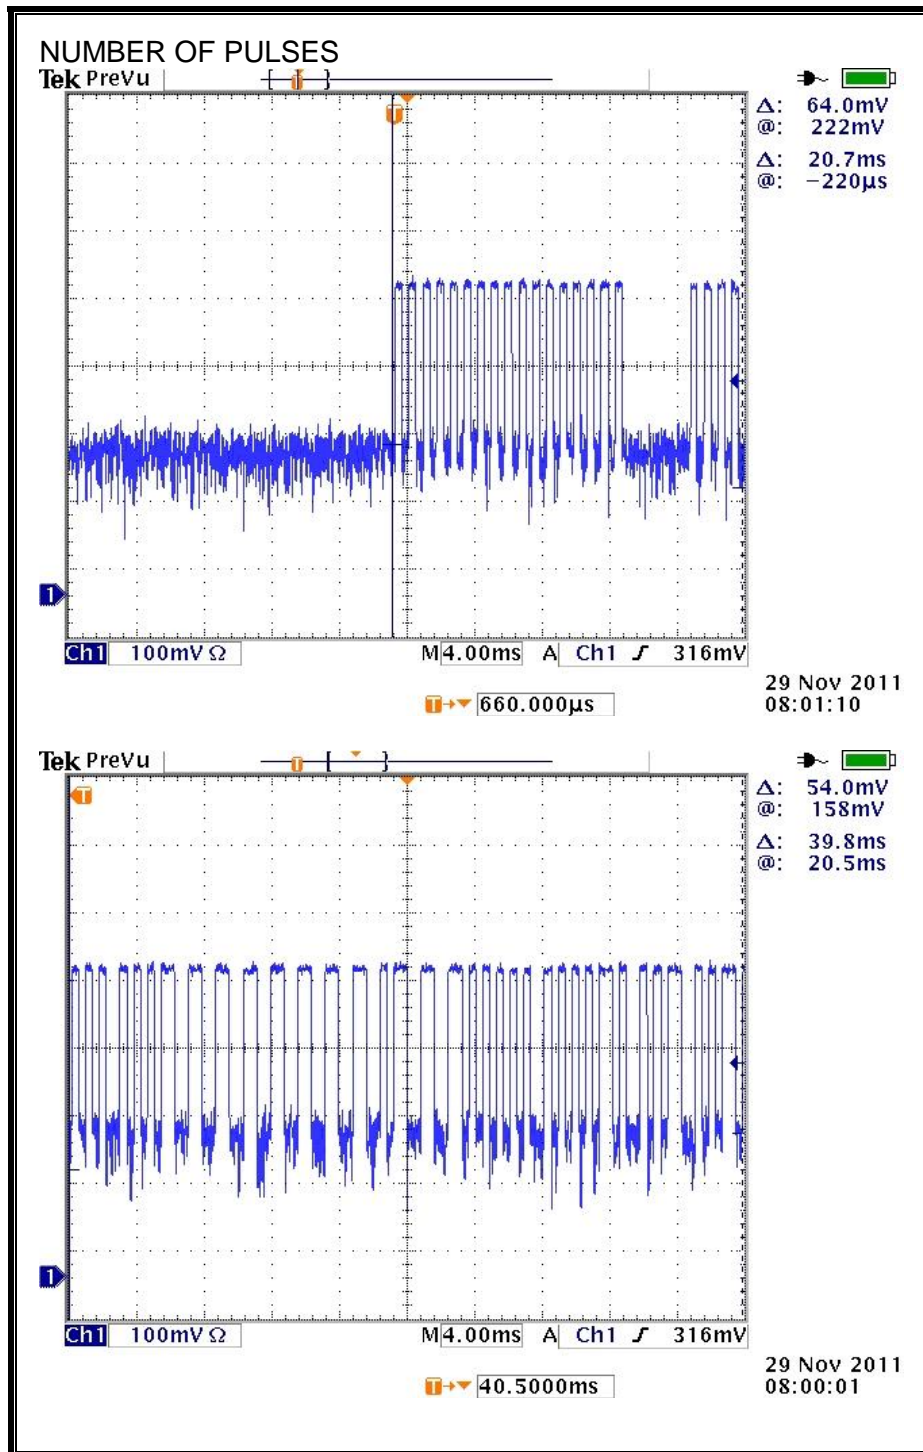 NUMBER OF PULSES
Tek PreVu
T
Δ: 64.0mV
@: 222mV
Δ: 20.7ms
@: −220µs
T
1
Ch1 100mV Ω M 4.00ms A Ch1 ∫ 316mV
T→▼ 660.000µs
29 Nov 2011
08:01:10
Tek PreVu
T
Δ: 54.0mV
@: 158mV
Δ: 39.8ms
@: 20.5ms
T
1
Ch1 100mV Ω M 4.00ms A Ch1 ∫ 316mV
T→▼ 40.5000ms
29 Nov 2011
08:00:01